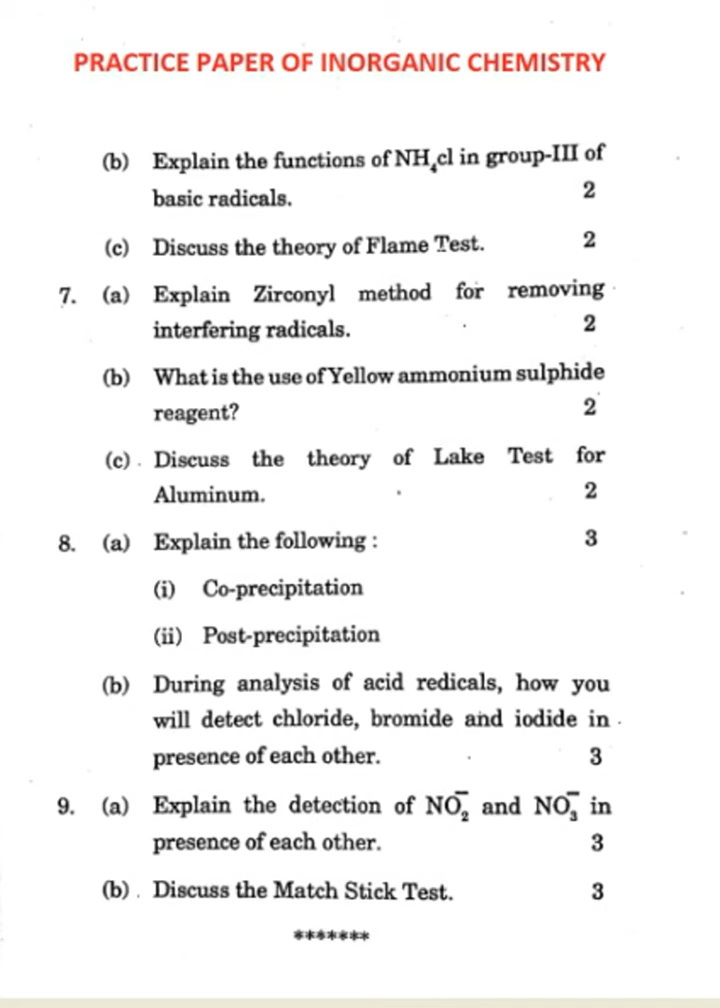 PRACTICE PAPER OF INORGANIC CHEMISTRY
(b) Explain the functions of NH₄cl in group-III of
basic radicals. 2
(c) Discuss the theory of Flame Test. 2
7. (a) Explain Zirconyl method for removing
interfering radicals. 2
(b) What is the use of Yellow ammonium sulphide
reagent? 2
(c) Discuss the theory of Lake Test for
Aluminum. 2
8. (a) Explain the following : 3
(i) Co-precipitation
(ii) Post-precipitation
(b) During analysis of acid redicals, how you
will detect chloride, bromide and iodide in
presence of each other. 3
9. (a) Explain the detection of NO₂⁻ and NO₃⁻ in
presence of each other. 3
(b) Discuss the Match Stick Test. 3
*******